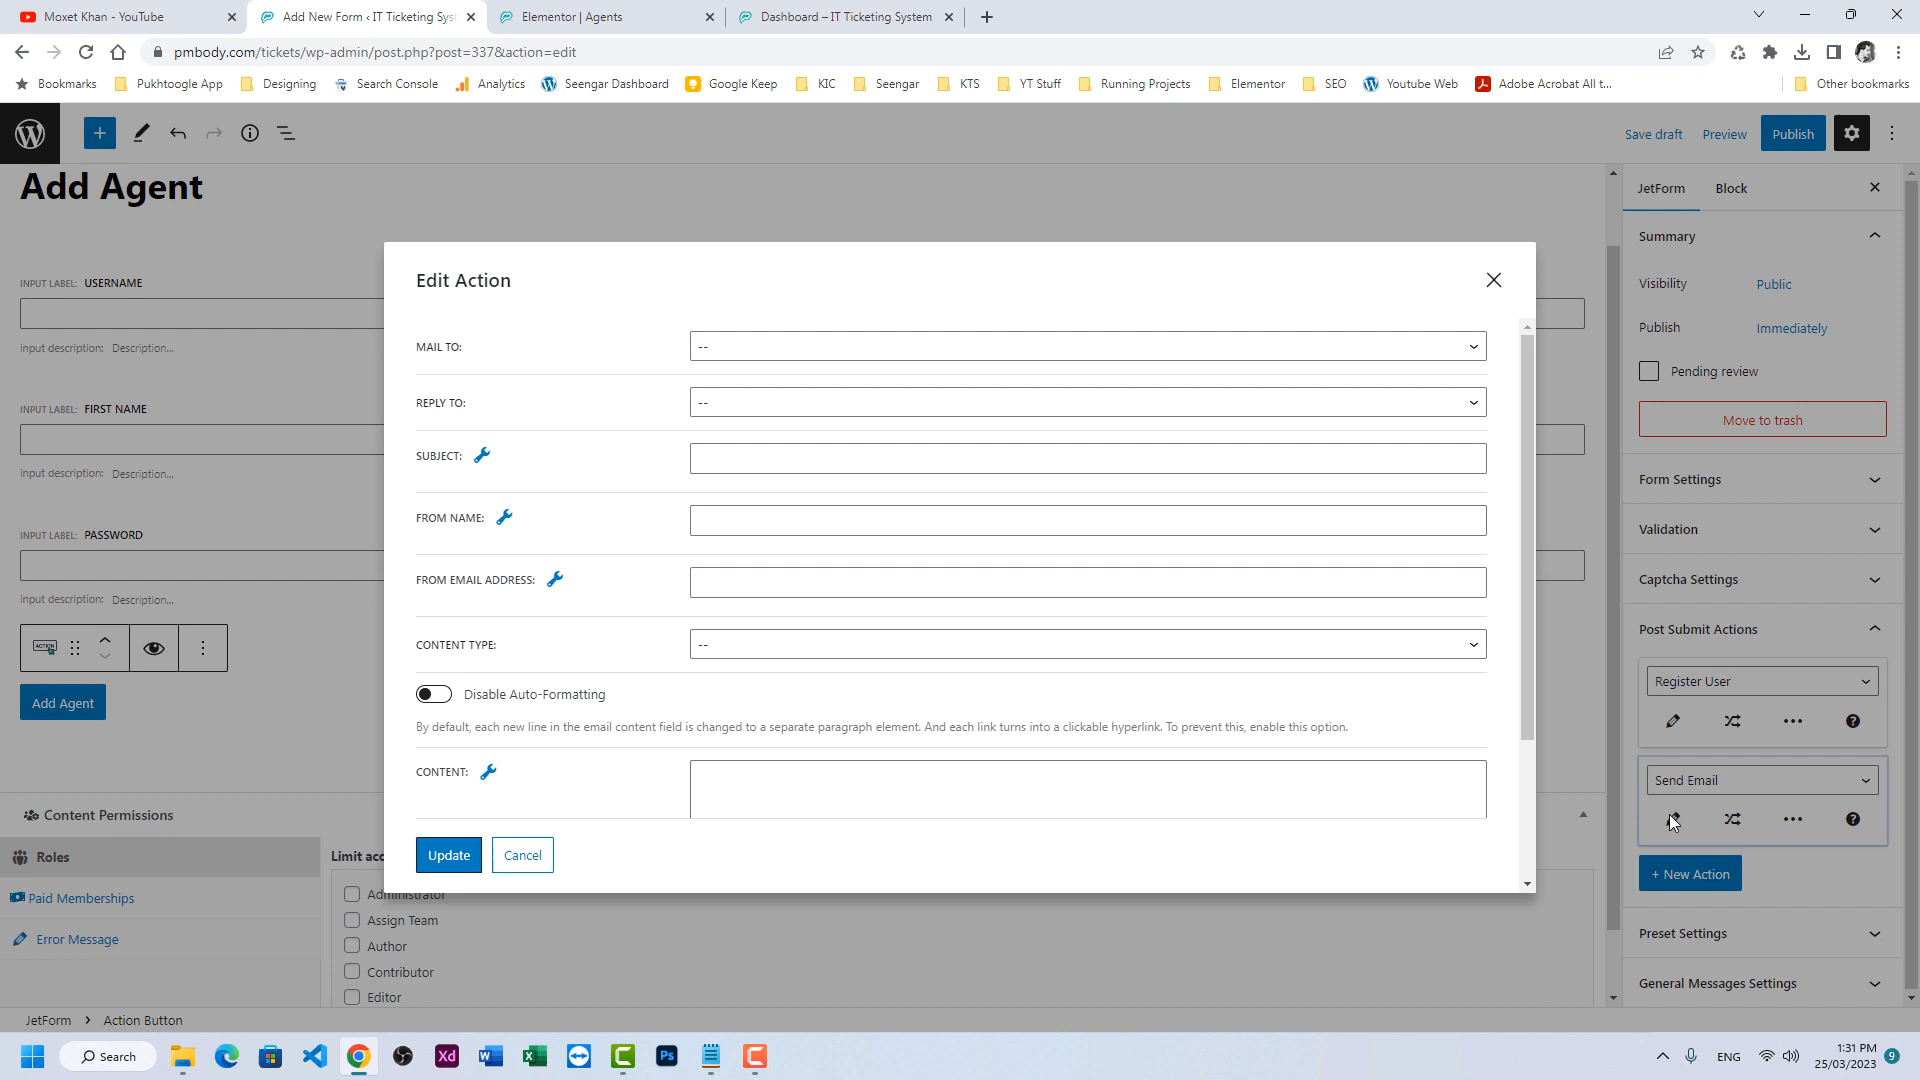 Moxet Khan - YouTube
Add New Form ‹ IT Ticketing Sys
Elementor | Agents
Dashboard – IT Ticketing System
pmbody.com/tickets/wp-admin/post.php?post=337&action=edit
Bookmarks
Pukhtoogle App
Designing
Search Console
Analytics
Seengar Dashboard
Google Keep
KIC
Seengar
KTS
YT Stuff
Running Projects
Elementor
SEO
Youtube Web
Adobe Acrobat All t...
Other bookmarks
Save draft
Preview
Publish
Add Agent
INPUT LABEL: USERNAME
input description: Description...
INPUT LABEL: FIRST NAME
input description: Description...
INPUT LABEL: PASSWORD
input description: Description...
ACTION
Add Agent
Content Permissions
Roles
Paid Memberships
Error Message
Limit acc
Administrator
Assign Team
Author
Contributor
Editor
Edit Action
MAIL TO:
--
REPLY TO:
--
SUBJECT:
FROM NAME:
FROM EMAIL ADDRESS:
CONTENT TYPE:
--
Disable Auto-Formatting
By default, each new line in the email content field is changed to a separate paragraph element. And each link turns into a clickable hyperlink. To prevent this, enable this option.
CONTENT:
Update
Cancel
JetForm
Block
Summary
Visibility
Public
Publish
Immediately
Pending review
Move to trash
Form Settings
Validation
Captcha Settings
Post Submit Actions
Register User
Send Email
+ New Action
Preset Settings
General Messages Settings
JetForm
Action Button
Search
Xd
Ps
ENG
1:31 PM
25/03/2023
9